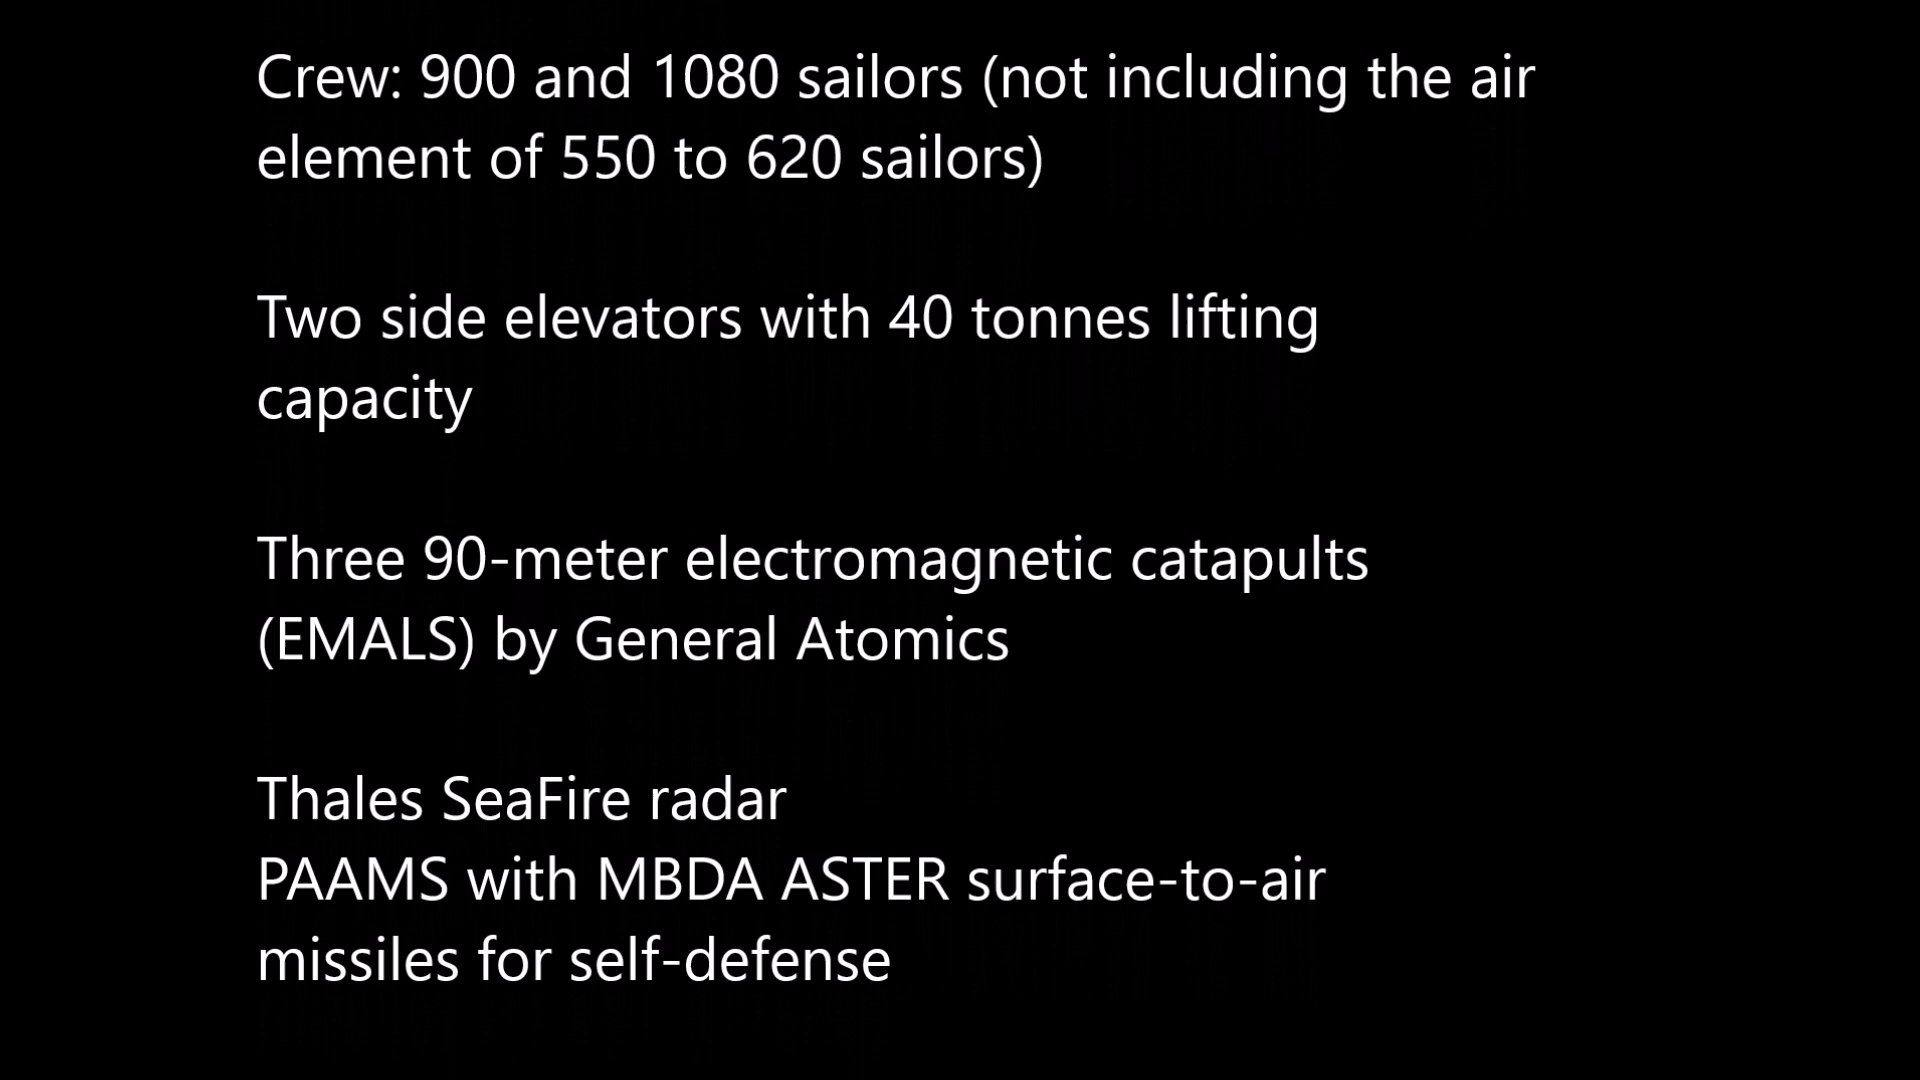 Crew: 900 and 1080 sailors (not including the air
element of 550 to 620 sailors)
Two side elevators with 40 tonnes lifting
capacity
Three 90-meter electromagnetic catapults
(EMALS) by General Atomics
Thales SeaFire radar
PAAMS with MBDA ASTER surface-to-air
missiles for self-defense